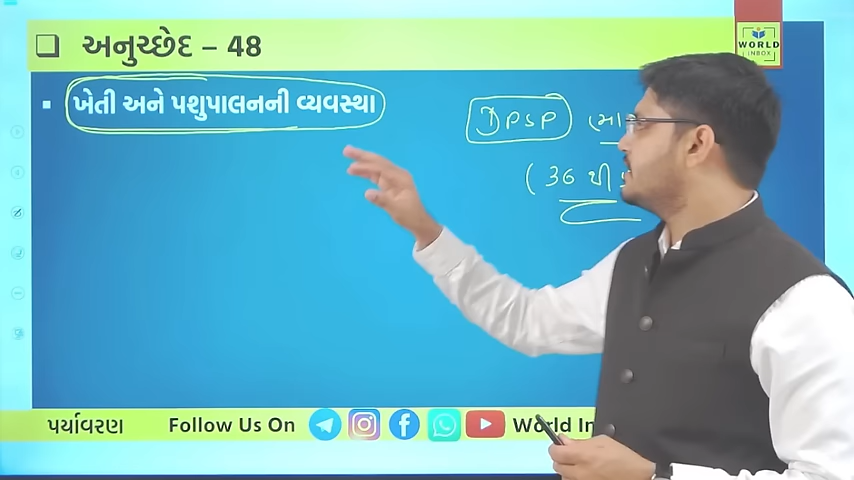 અનુચ્છેદ – 48
WORLD
INBOX
ખેતી અને પશુપાલનની વ્યવસ્થા
DPSP
(36 થી
પર્યાવરણ Follow Us On World In